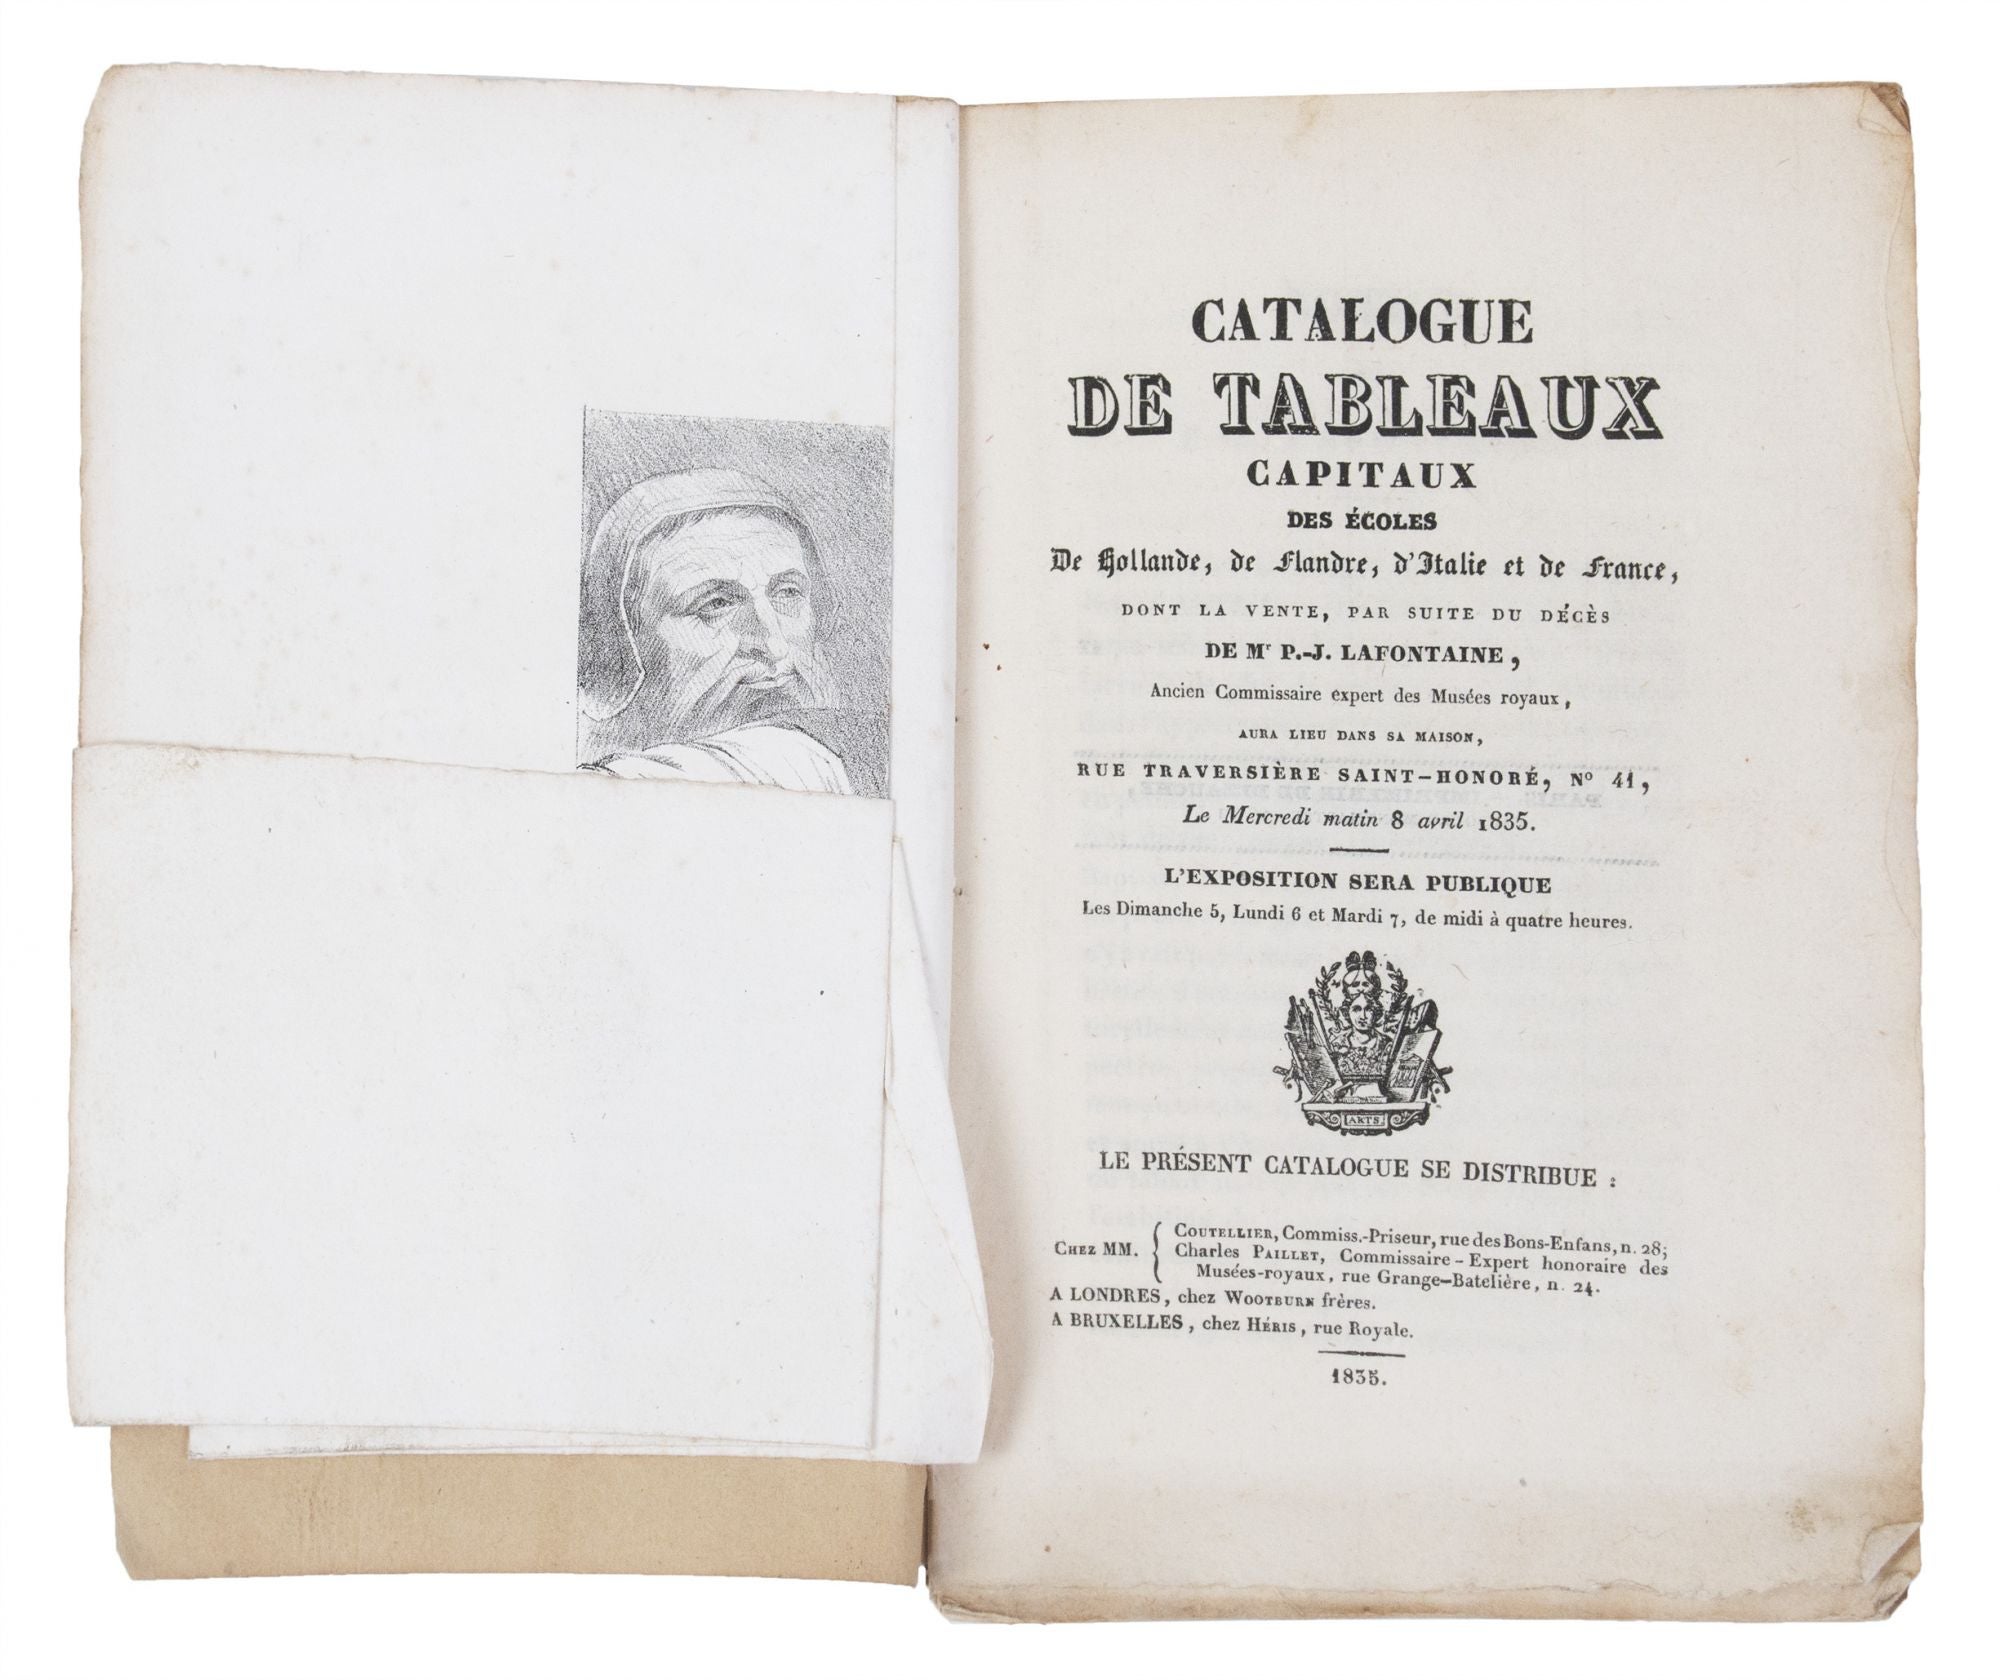 CATALOGUE
DE TABLEAUX
CAPITAUX
DES ÉCOLES
De Hollande, de Flandre, d'Italie et de France,
DONT LA VENTE, PAR SUITE DU DÉCÈS
DE Mr P.-J. LAFONTAINE,
Ancien Commissaire expert des Musées royaux,
AURA LIEU DANS SA MAISON,
RUE TRAVERSIÈRE SAINT-HONORÉ, No 41,
Le Mercredi matin 8 avril 1835.
L'EXPOSITION SERA PUBLIQUE
Les Dimanche 5, Lundi 6 et Mardi 7, de midi à quatre heures.
ARTS
LE PRÉSENT CATALOGUE SE DISTRIBUE :
CHEZ MM. { COUTELLIER, Commiss.-Priseur, rue des Bons-Enfans, n. 28;
Charles PAILLET, Commissaire-Expert honoraire des
Musées-royaux, rue Grange-Batelière, n. 24.
A LONDRES, chez WOOTBURN frères.
A BRUXELLES, chez HÉRIS, rue Royale.
1835.